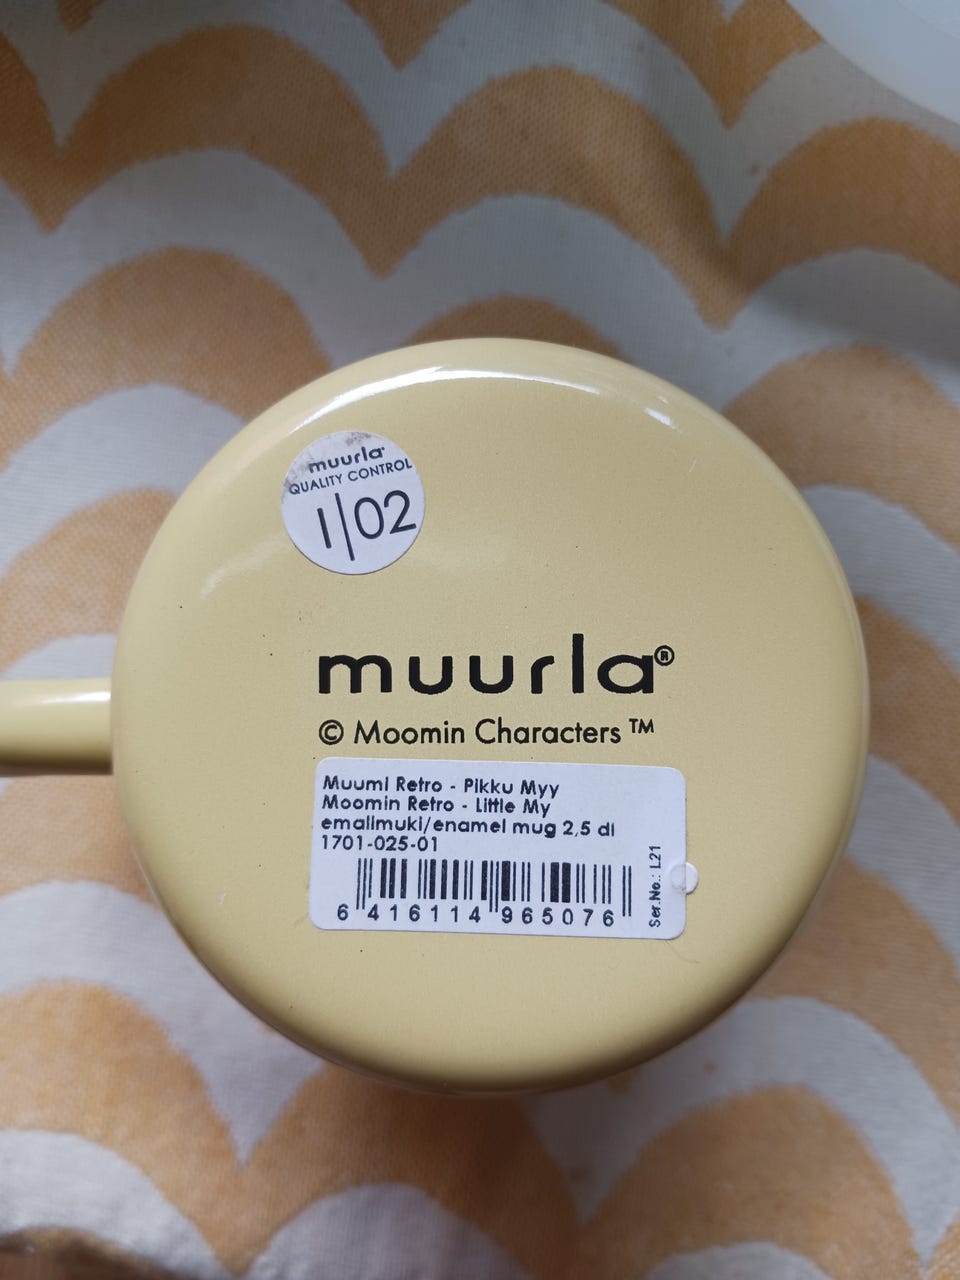 muurla®
QUALITY CONTROL
1|02
muurla®
© Moomin Characters ™
Muumi Retro - Pikku Myy
Moomin Retro - Little My
emalimuki/enamel mug 2,5 dl
1701-025-01
6 416114 965076
Ser.No.: L21